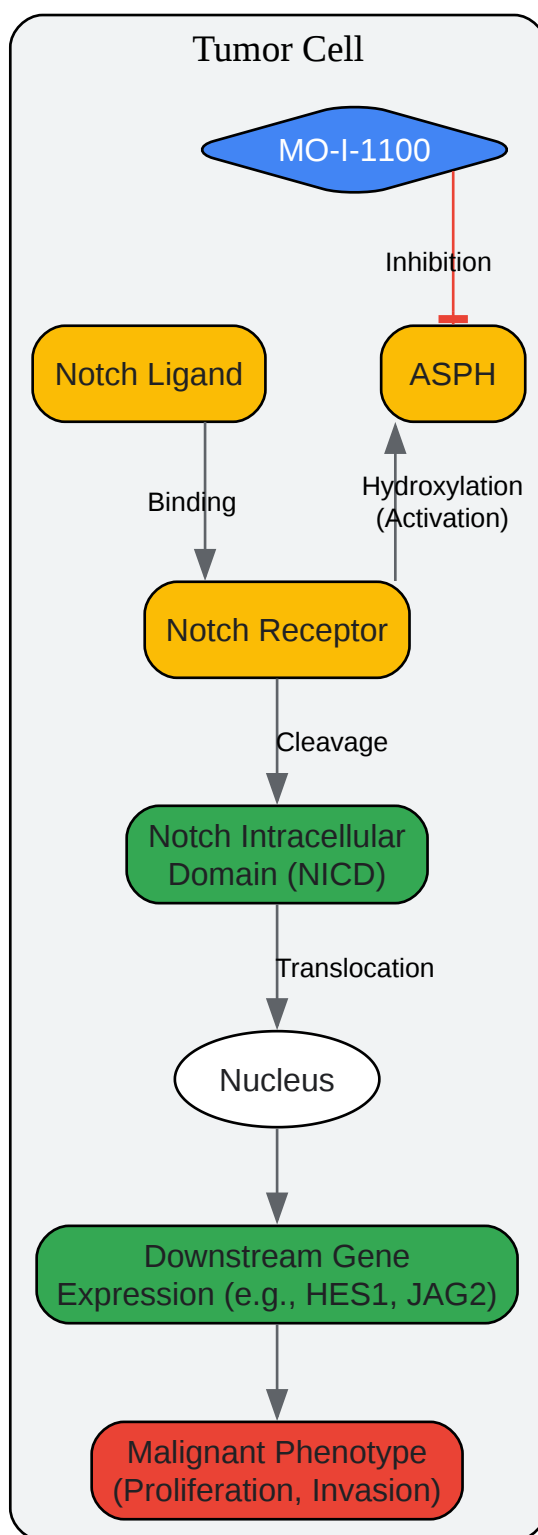 Tumor Cell
MO-I-1100
Inhibition
Notch Ligand
ASPH
Binding
Hydroxylation
(Activation)
Notch Receptor
Cleavage
Notch Intracellular
Domain (NICD)
Translocation
Nucleus
Downstream Gene
Expression (e.g., HES1, JAG2)
Malignant Phenotype
(Proliferation, Invasion)